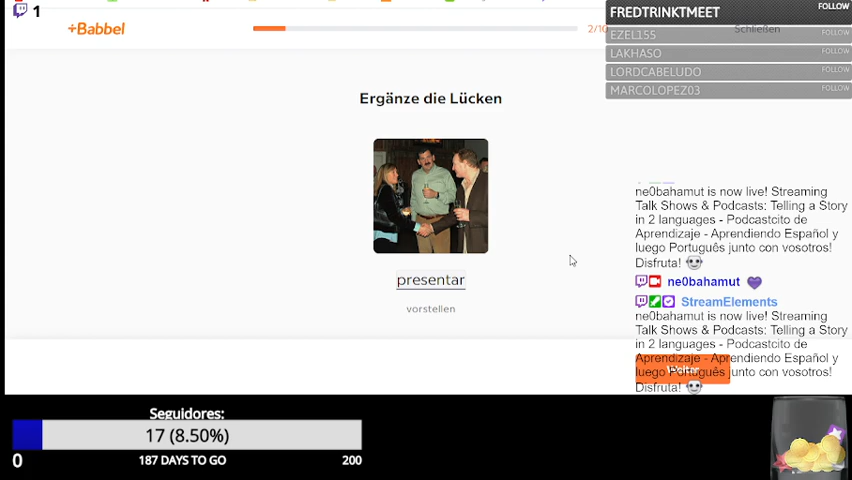 1
FREDTRINKTMEET FOLLOW
+Babbel
2/10
Schließen
EZEL155 FOLLOW
LAKHASO FOLLOW
LORDCABELUDO FOLLOW
MARCOLOPEZ03 FOLLOW
Ergänze die Lücken
presentar
vorstellen
ne0bahamut is now live! Streaming
Talk Shows & Podcasts: Telling a Story
in 2 languages - Podcastcito de
Aprendizaje - Aprendiendo Español y
luego Português junto con vosotros!
Disfruta!
ne0bahamut
StreamElements
ne0bahamut is now live! Streaming
Talk Shows & Podcasts: Telling a Story
in 2 languages - Podcastcito de
Aprendizaje - Aprendiendo Español y
luego Português junto con vosotros!
Disfruta!
Weiter
Seguidores:
17 (8.50%)
0 187 DAYS TO GO 200